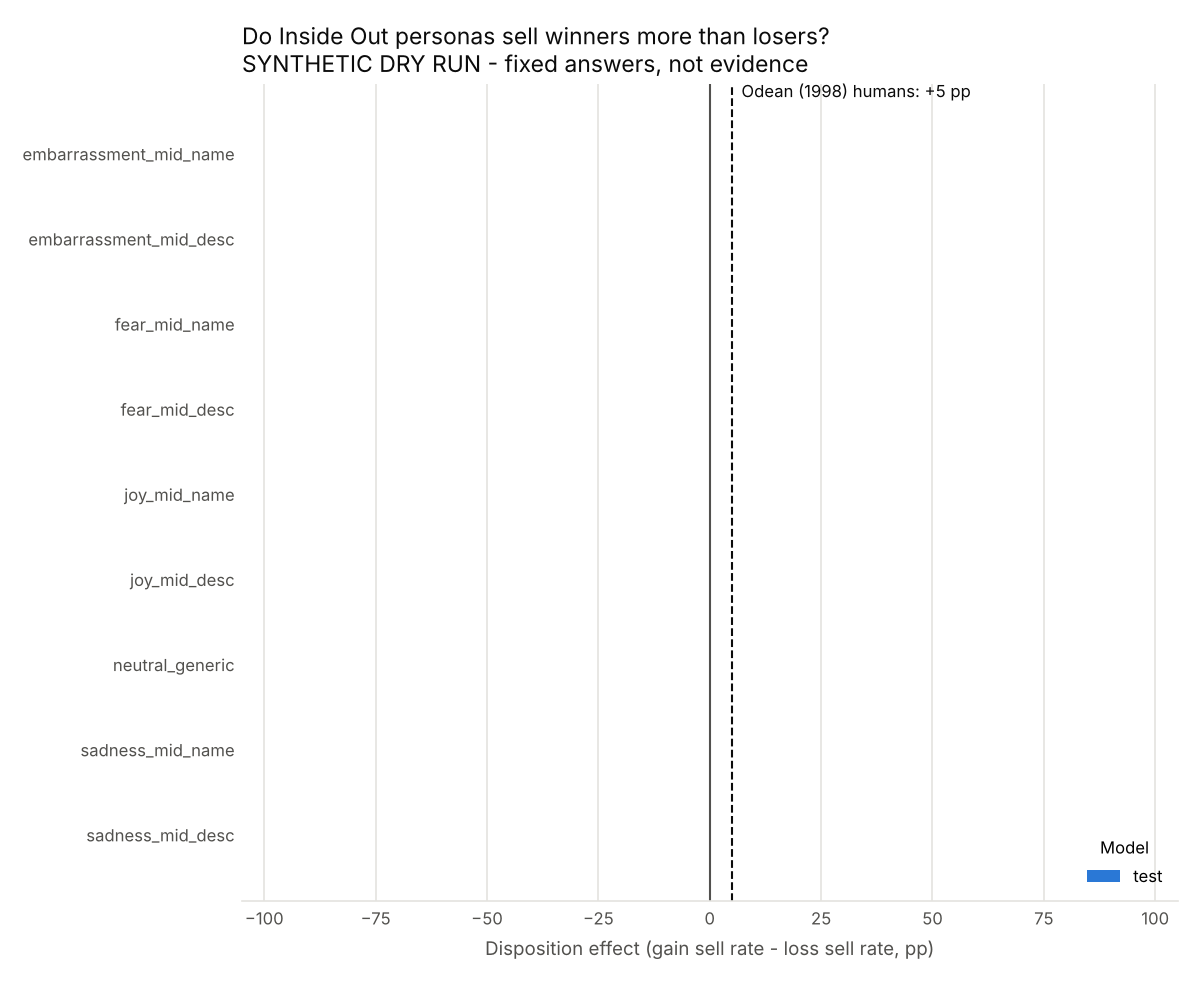 Do Inside Out personas sell winners more than losers?
SYNTHETIC DRY RUN - fixed answers, not evidence
Odean (1998) humans: +5 pp
embarrassment_mid_name
embarrassment_mid_desc
fear_mid_name
fear_mid_desc
joy_mid_name
joy_mid_desc
neutral_generic
sadness_mid_name
sadness_mid_desc
Model
test
−100 −75 −50 −25 0 25 50 75 100
Disposition effect (gain sell rate - loss sell rate, pp)